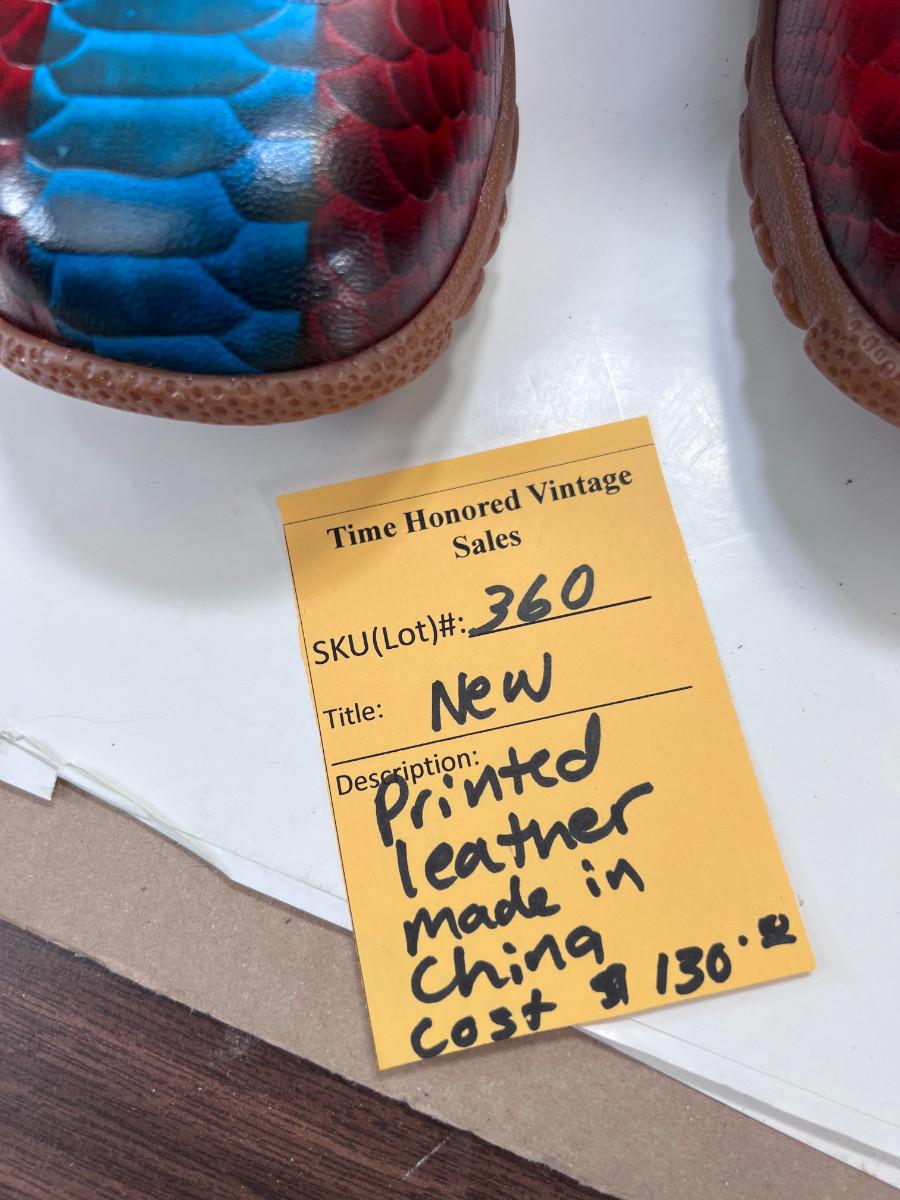 Time Honored Vintage
Sales
SKU(Lot)#: 360
Title: New
Description:
Printed
leather
made in
China
Cost $ 130.00